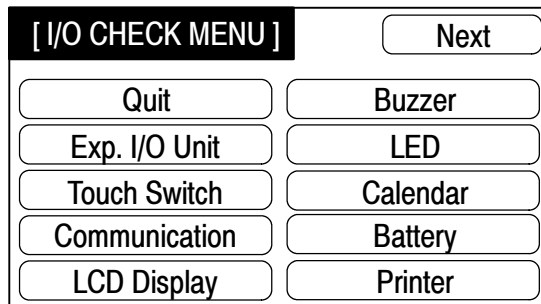 [ I/O CHECK MENU ] Next
Quit Buzzer
Exp. I/O Unit LED
Touch Switch Calendar
Communication Battery
LCD Display Printer